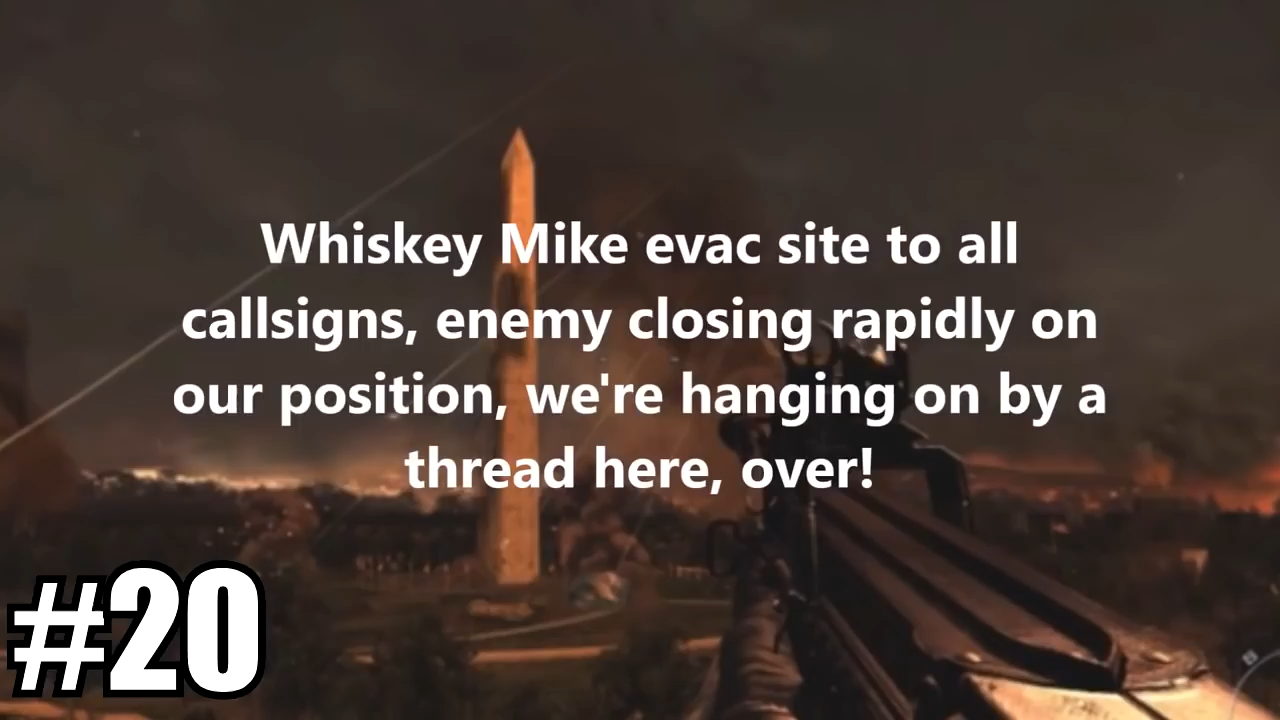 Whiskey Mike evac site to all
callsigns, enemy closing rapidly on
our position, we're hanging on by a
thread here, over!
#20